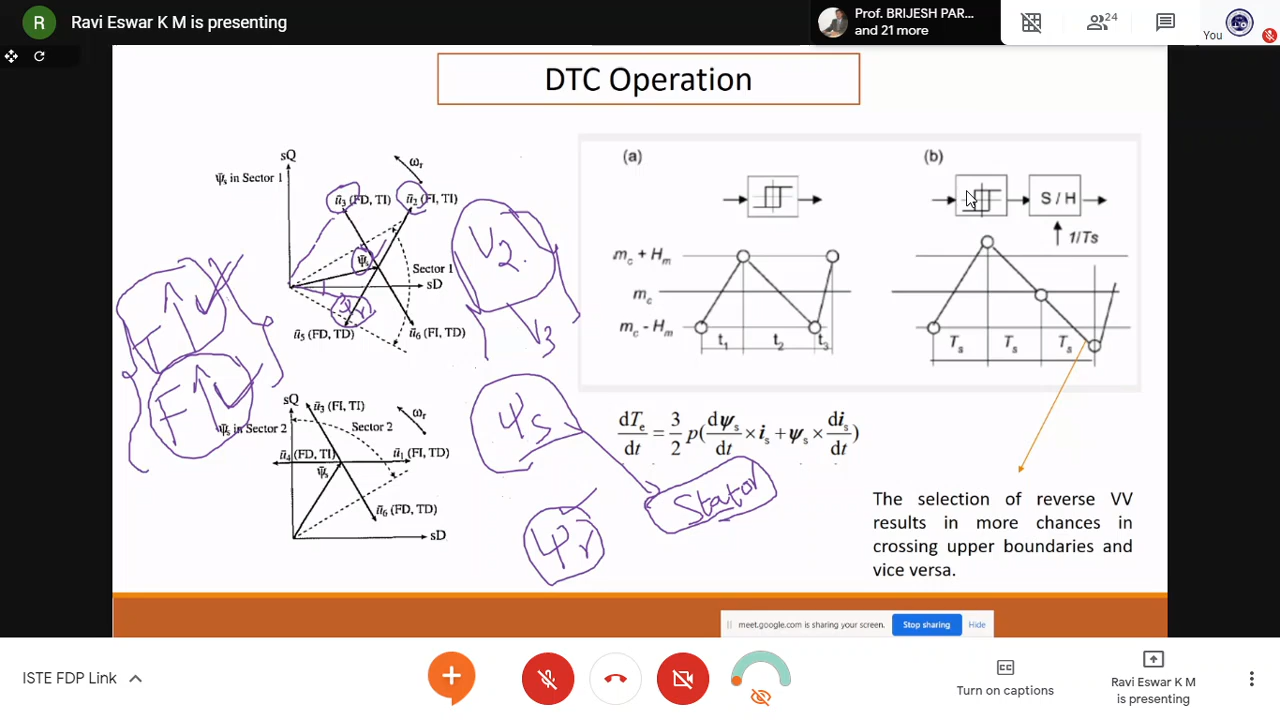 R Ravi Eswar K M is presenting
Prof. BRIJESH PAR...
and 21 more
24
You
DTC Operation
sQ
ψ̄s in Sector 1
ωr
ū3 (FD, TI)
ū2 (FI, TI)
ψ̄s
Sector 1
sD
ψr
ū5 (FD, TD)
ū6 (FI, TD)
V2
V3
T↑
F↑
sQ
ū3 (FI, TI)
ωr
ψ̄s in Sector 2
Sector 2
ū4 (FD, TI)
ū1 (FI, TD)
ψ̄s
ū6 (FD, TD)
sD
ψs
Stator
ψr
(a)
mc + Hm
mc
mc - Hm
t1 t2 t3
(b)
S / H
1/Ts
Ts Ts Ts
dTe/dt = 3/2 p(dψs/dt × is + ψs × dis/dt)
The selection of reverse VV
results in more chances in
crossing upper boundaries and
vice versa.
meet.google.com is sharing your screen. Stop sharing Hide
ISTE FDP Link
Turn on captions
Ravi Eswar K M
is presenting